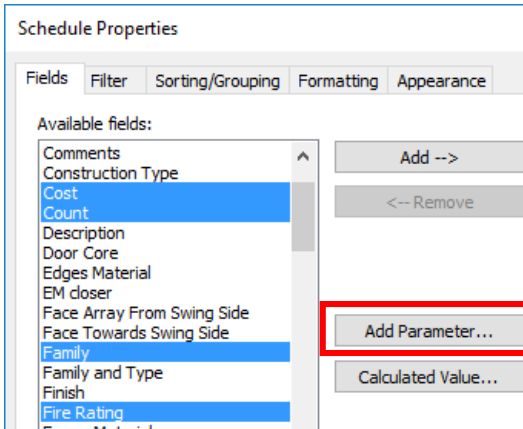 Schedule Properties
Fields Filter Sorting/Grouping Formatting Appearance
Available fields:
Comments
Construction Type
Cost
Count
Description
Door Core
Edges Material
EM closer
Face Array From Swing Side
Face Towards Swing Side
Family
Family and Type
Finish
Fire Rating
Add -->
<-- Remove
Add Parameter...
Calculated Value...